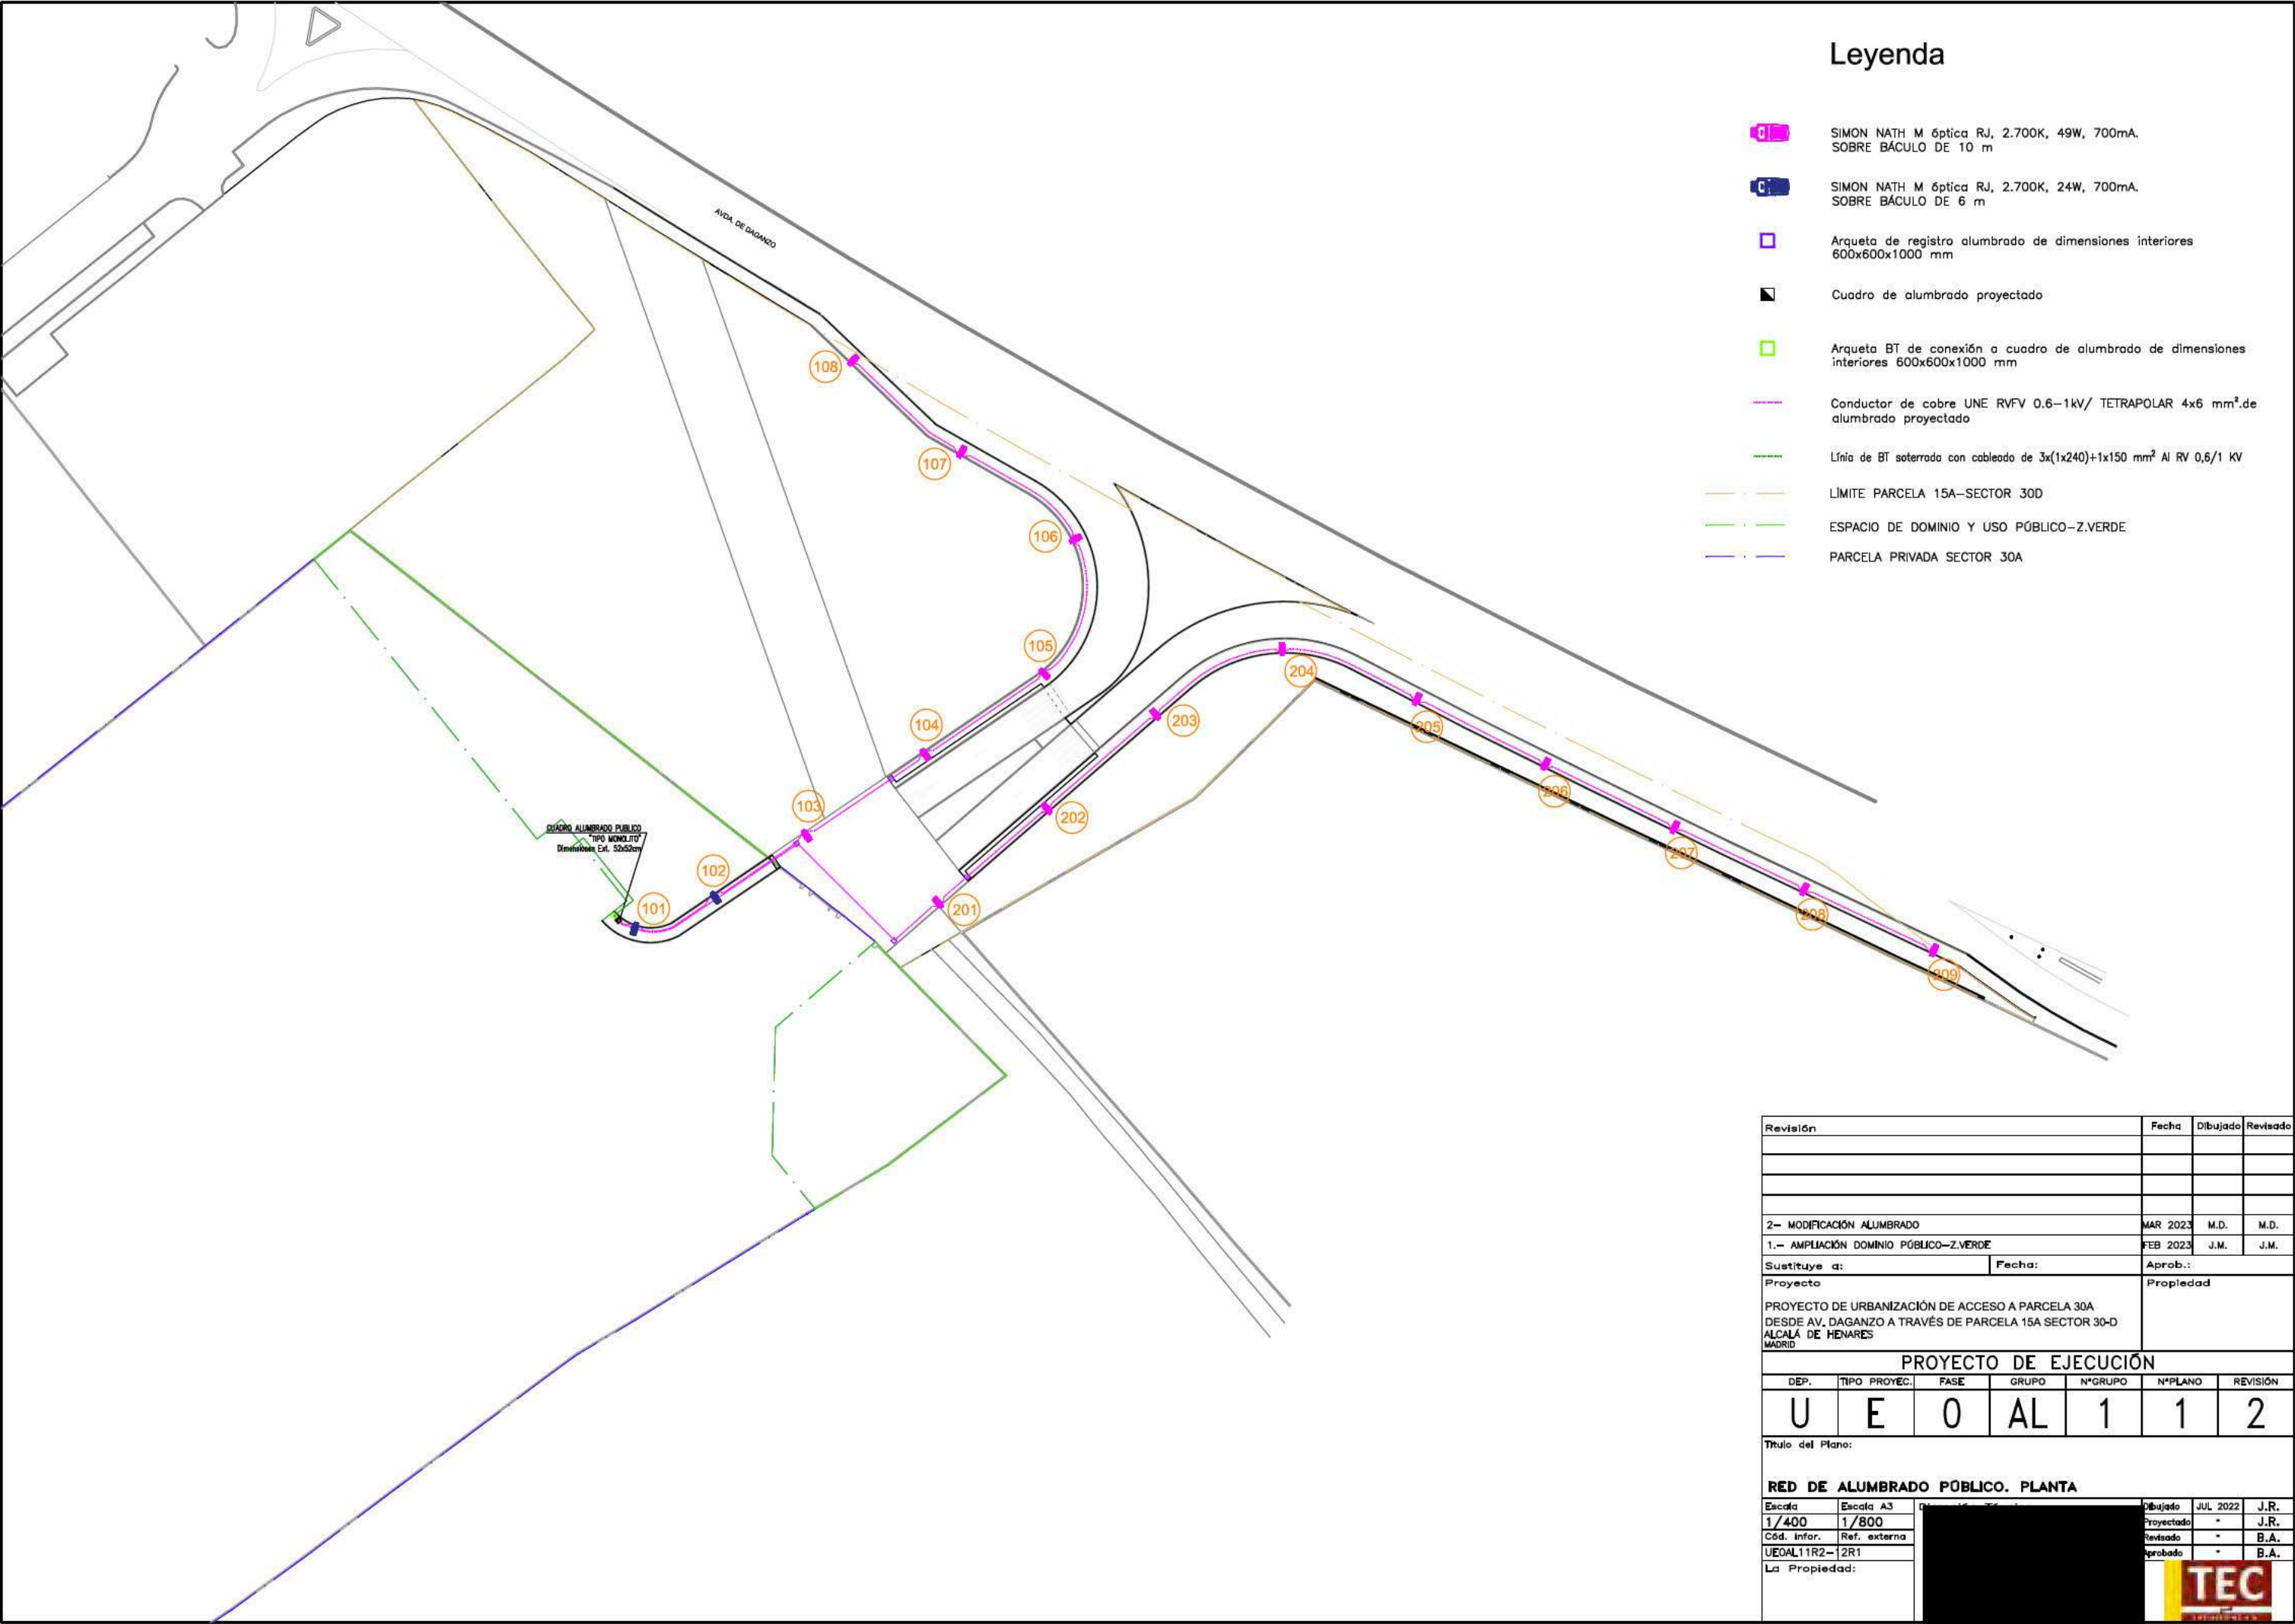 Leyenda
SIMON NATH M óptica RJ, 2.700K, 49W, 700mA.
SOBRE BÁCULO DE 10 m
SIMON NATH M óptica RJ, 2.700K, 24W, 700mA.
SOBRE BÁCULO DE 6 m
Arqueta de registro alumbrado de dimensiones interiores
600x600x1000 mm
Cuadro de alumbrado proyectado
Arqueta BT de conexión a cuadro de alumbrado de dimensiones
interiores 600x600x1000 mm
Conductor de cobre UNE RVFV 0.6-1kV/ TETRAPOLAR 4x6 mm².de
alumbrado proyectado
Línia de BT soterrada con cableado de 3x(1x240)+1x150 mm² Al RV 0,6/1 KV
LÍMITE PARCELA 15A-SECTOR 30D
ESPACIO DE DOMINIO Y USO PÚBLICO-Z.VERDE
PARCELA PRIVADA SECTOR 30A
AVDA. DE DAGANZO
108
107
106
105
104
103
102
101
CUADRO ALUMBRADO PUBLICO
"TIPO MONOLITO"
Dimensiones Ext. 52x52cm
201
202
203
204
205
206
207
208
209
Revisión Fecha Dibujado Revisado
2- MODIFICACIÓN ALUMBRADO MAR 2023 M.D. M.D.
1.- AMPLIACIÓN DOMINIO PÚBLICO-Z.VERDE FEB 2023 J.M. J.M.
Sustituye a: Fecha: Aprob.:
Proyecto Propiedad
PROYECTO DE URBANIZACIÓN DE ACCESO A PARCELA 30A
DESDE AV. DAGANZO A TRAVÉS DE PARCELA 15A SECTOR 30-D
ALCALÁ DE HENARES
MADRID
PROYECTO DE EJECUCIÓN
DEP. TIPO PROYEC. FASE GRUPO NºGRUPO NºPLANO REVISIÓN
U E 0 AL 1 1 2
Título del Plano:
RED DE ALUMBRADO PÚBLICO. PLANTA
Escala Escala A3 Dibujado JUL 2022 J.R.
1/400 1/800 Proyectado " J.R.
Cód. infor. Ref. externa Revisado " B.A.
UE0AL11R2-12R1 Aprobado " B.A.
La Propiedad:
TEC